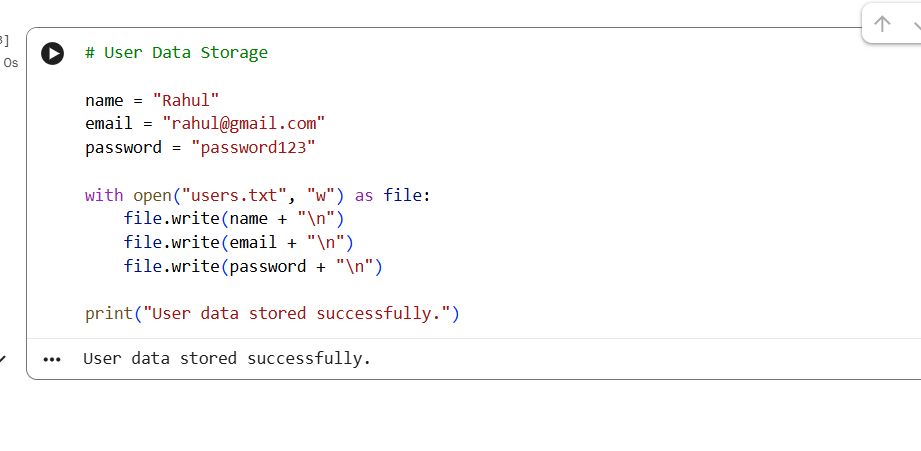 3]
0s
# User Data Storage
name = "Rahul"
email = "rahul@gmail.com"
password = "password123"
with open("users.txt", "w") as file:
    file.write(name + "\n")
    file.write(email + "\n")
    file.write(password + "\n")
print("User data stored successfully.")
User data stored successfully.